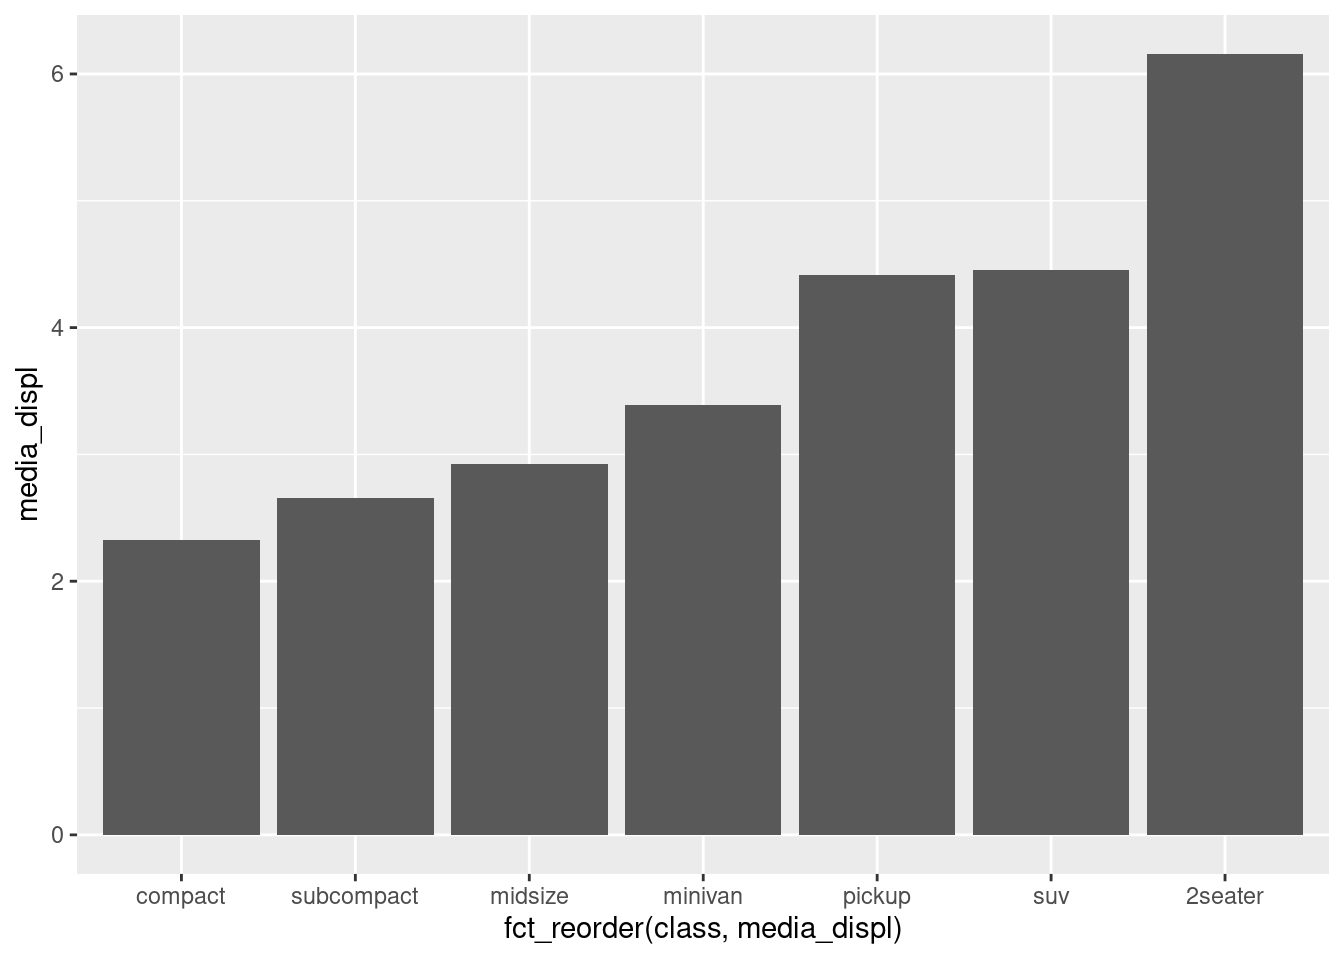 media_displ
6
4
2
0
compact subcompact midsize minivan pickup suv 2seater
fct_reorder(class, media_displ)